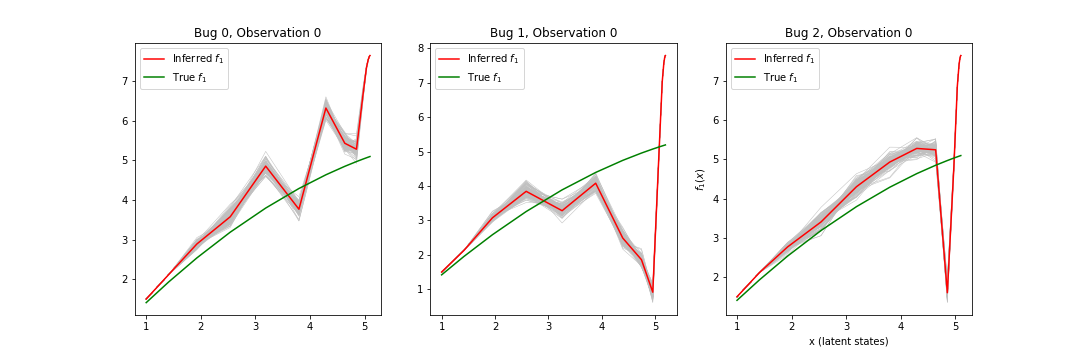 Bug 0, Observation 0
Inferred f₁
True f₁
7
6
5
4
3
2
1 2 3 4 5
Bug 1, Observation 0
Inferred f₁
True f₁
8
7
6
5
4
3
2
1
1 2 3 4 5
Bug 2, Observation 0
Inferred f₁
True f₁
f₁(x)
7
6
5
4
3
2
1 2 3 4 5
x (latent states)